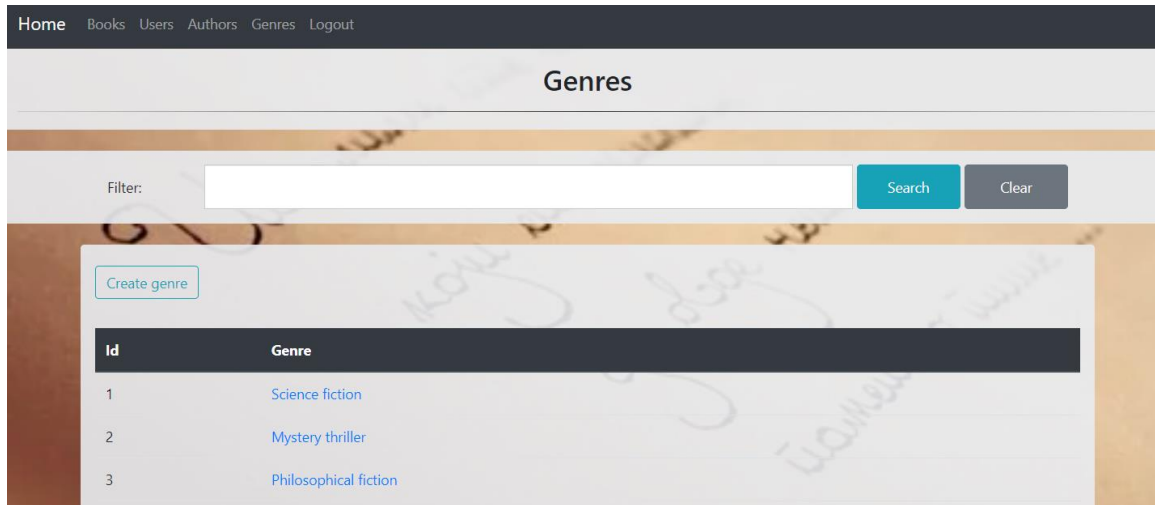 Home Books Users Authors Genres Logout
Genres
Filter: Search Clear
Create genre
Id Genre
1 Science fiction
2 Mystery thriller
3 Philosophical fiction